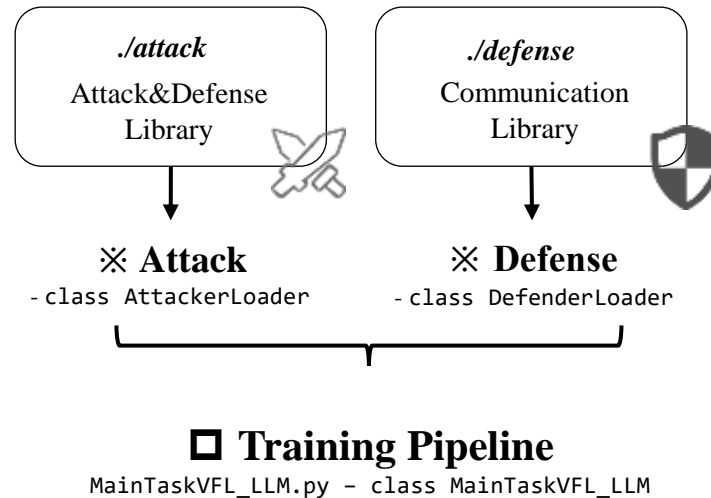 ./attack
Attack&Defense
Library
./defense
Communication
Library
※ Attack
- class AttackerLoader
※ Defense
- class DefenderLoader
Training Pipeline
MainTaskVFL_LLM.py – class MainTaskVFL_LLM